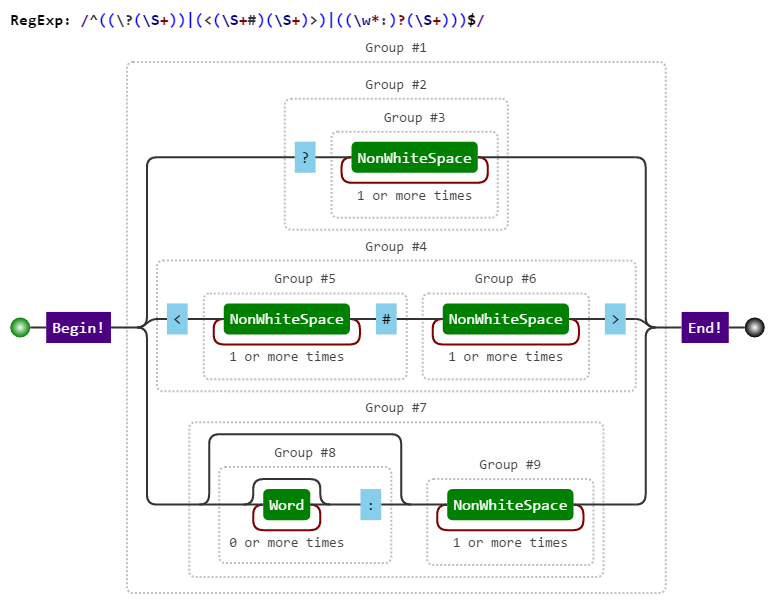 RegExp: /^((\?(\S+))|(<(\S+#)(\S+)>)|((\w*:)?(\S+)))$/
Group #1
Group #2
Group #3
? NonWhiteSpace
1 or more times
Group #4
Group #5 Group #6
Begin! < NonWhiteSpace # NonWhiteSpace > End!
1 or more times 1 or more times
Group #7
Group #8 Group #9
Word : NonWhiteSpace
0 or more times 1 or more times